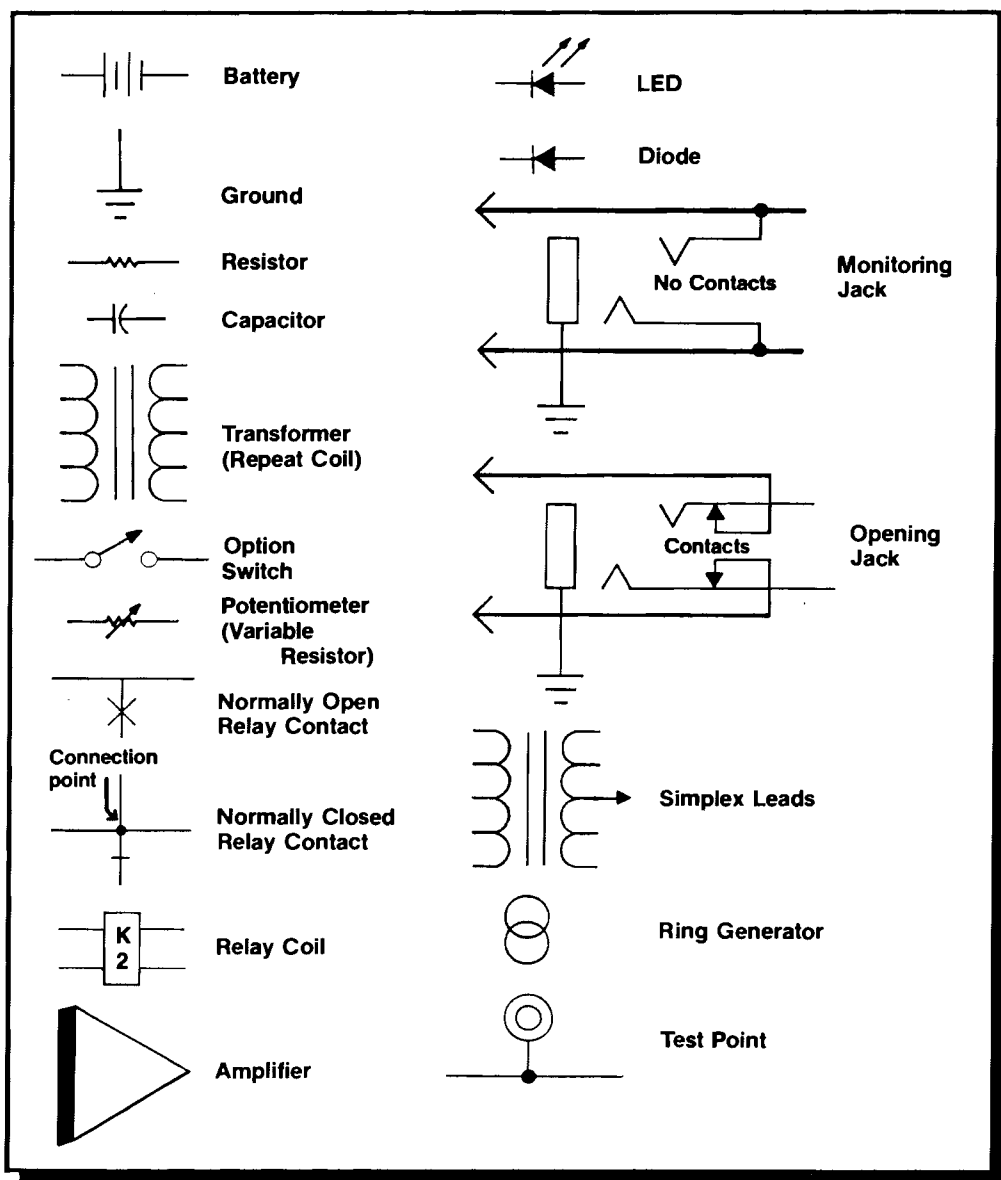 Battery
Ground
Resistor
Capacitor
Transformer
(Repeat Coil)
Option
Switch
Potentiometer
(Variable
Resistor)
Normally Open
Relay Contact
Connection
point
Normally Closed
Relay Contact
K
2
Relay Coil
Amplifier
LED
Diode
No Contacts
Monitoring
Jack
Contacts
Opening
Jack
Simplex Leads
Ring Generator
Test Point